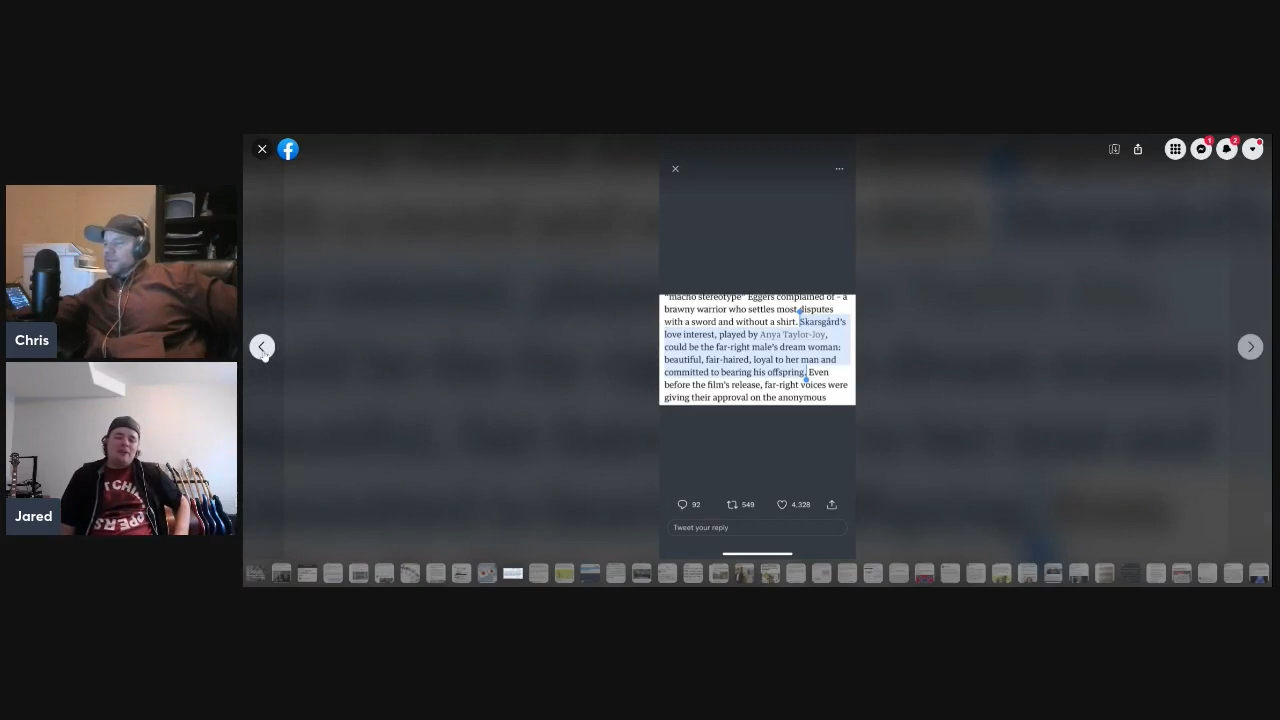 1
2
"macho stereotype" Eggers complained of – a
brawny warrior who settles most disputes
with a sword and without a shirt. Skarsgård's
love interest, played by Anya Taylor-Joy,
could be the far-right male's dream woman:
beautiful, fair-haired, loyal to her man and
committed to bearing his offspring. Even
before the film's release, far-right voices were
giving their approval on the anonymous
92 549 4,328
Tweet your reply
Chris
Jared